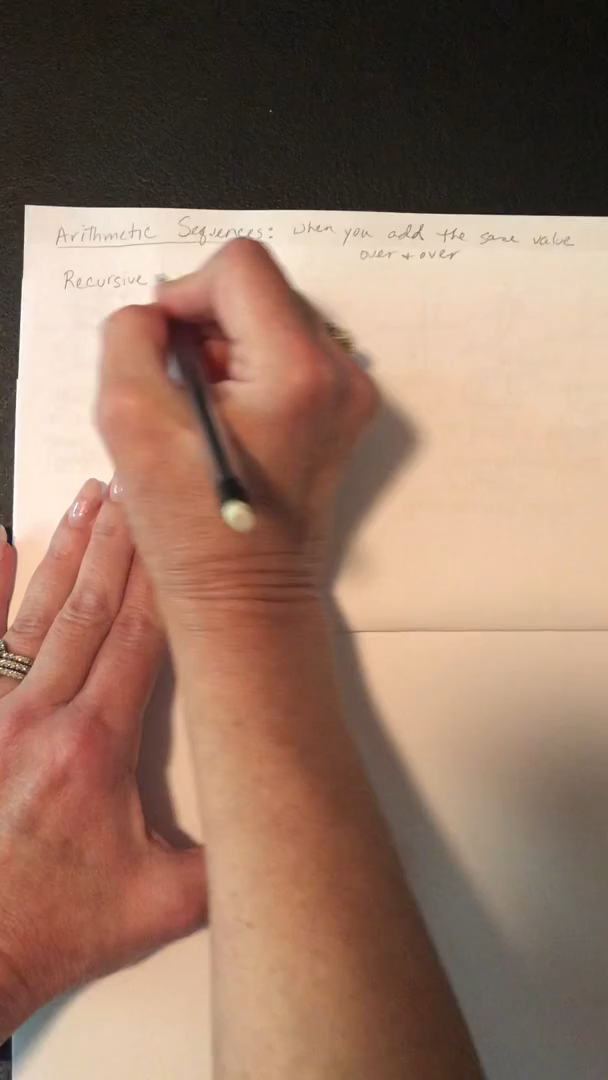 Arithmetic Sequences: when you add the same value
over + over
Recursive